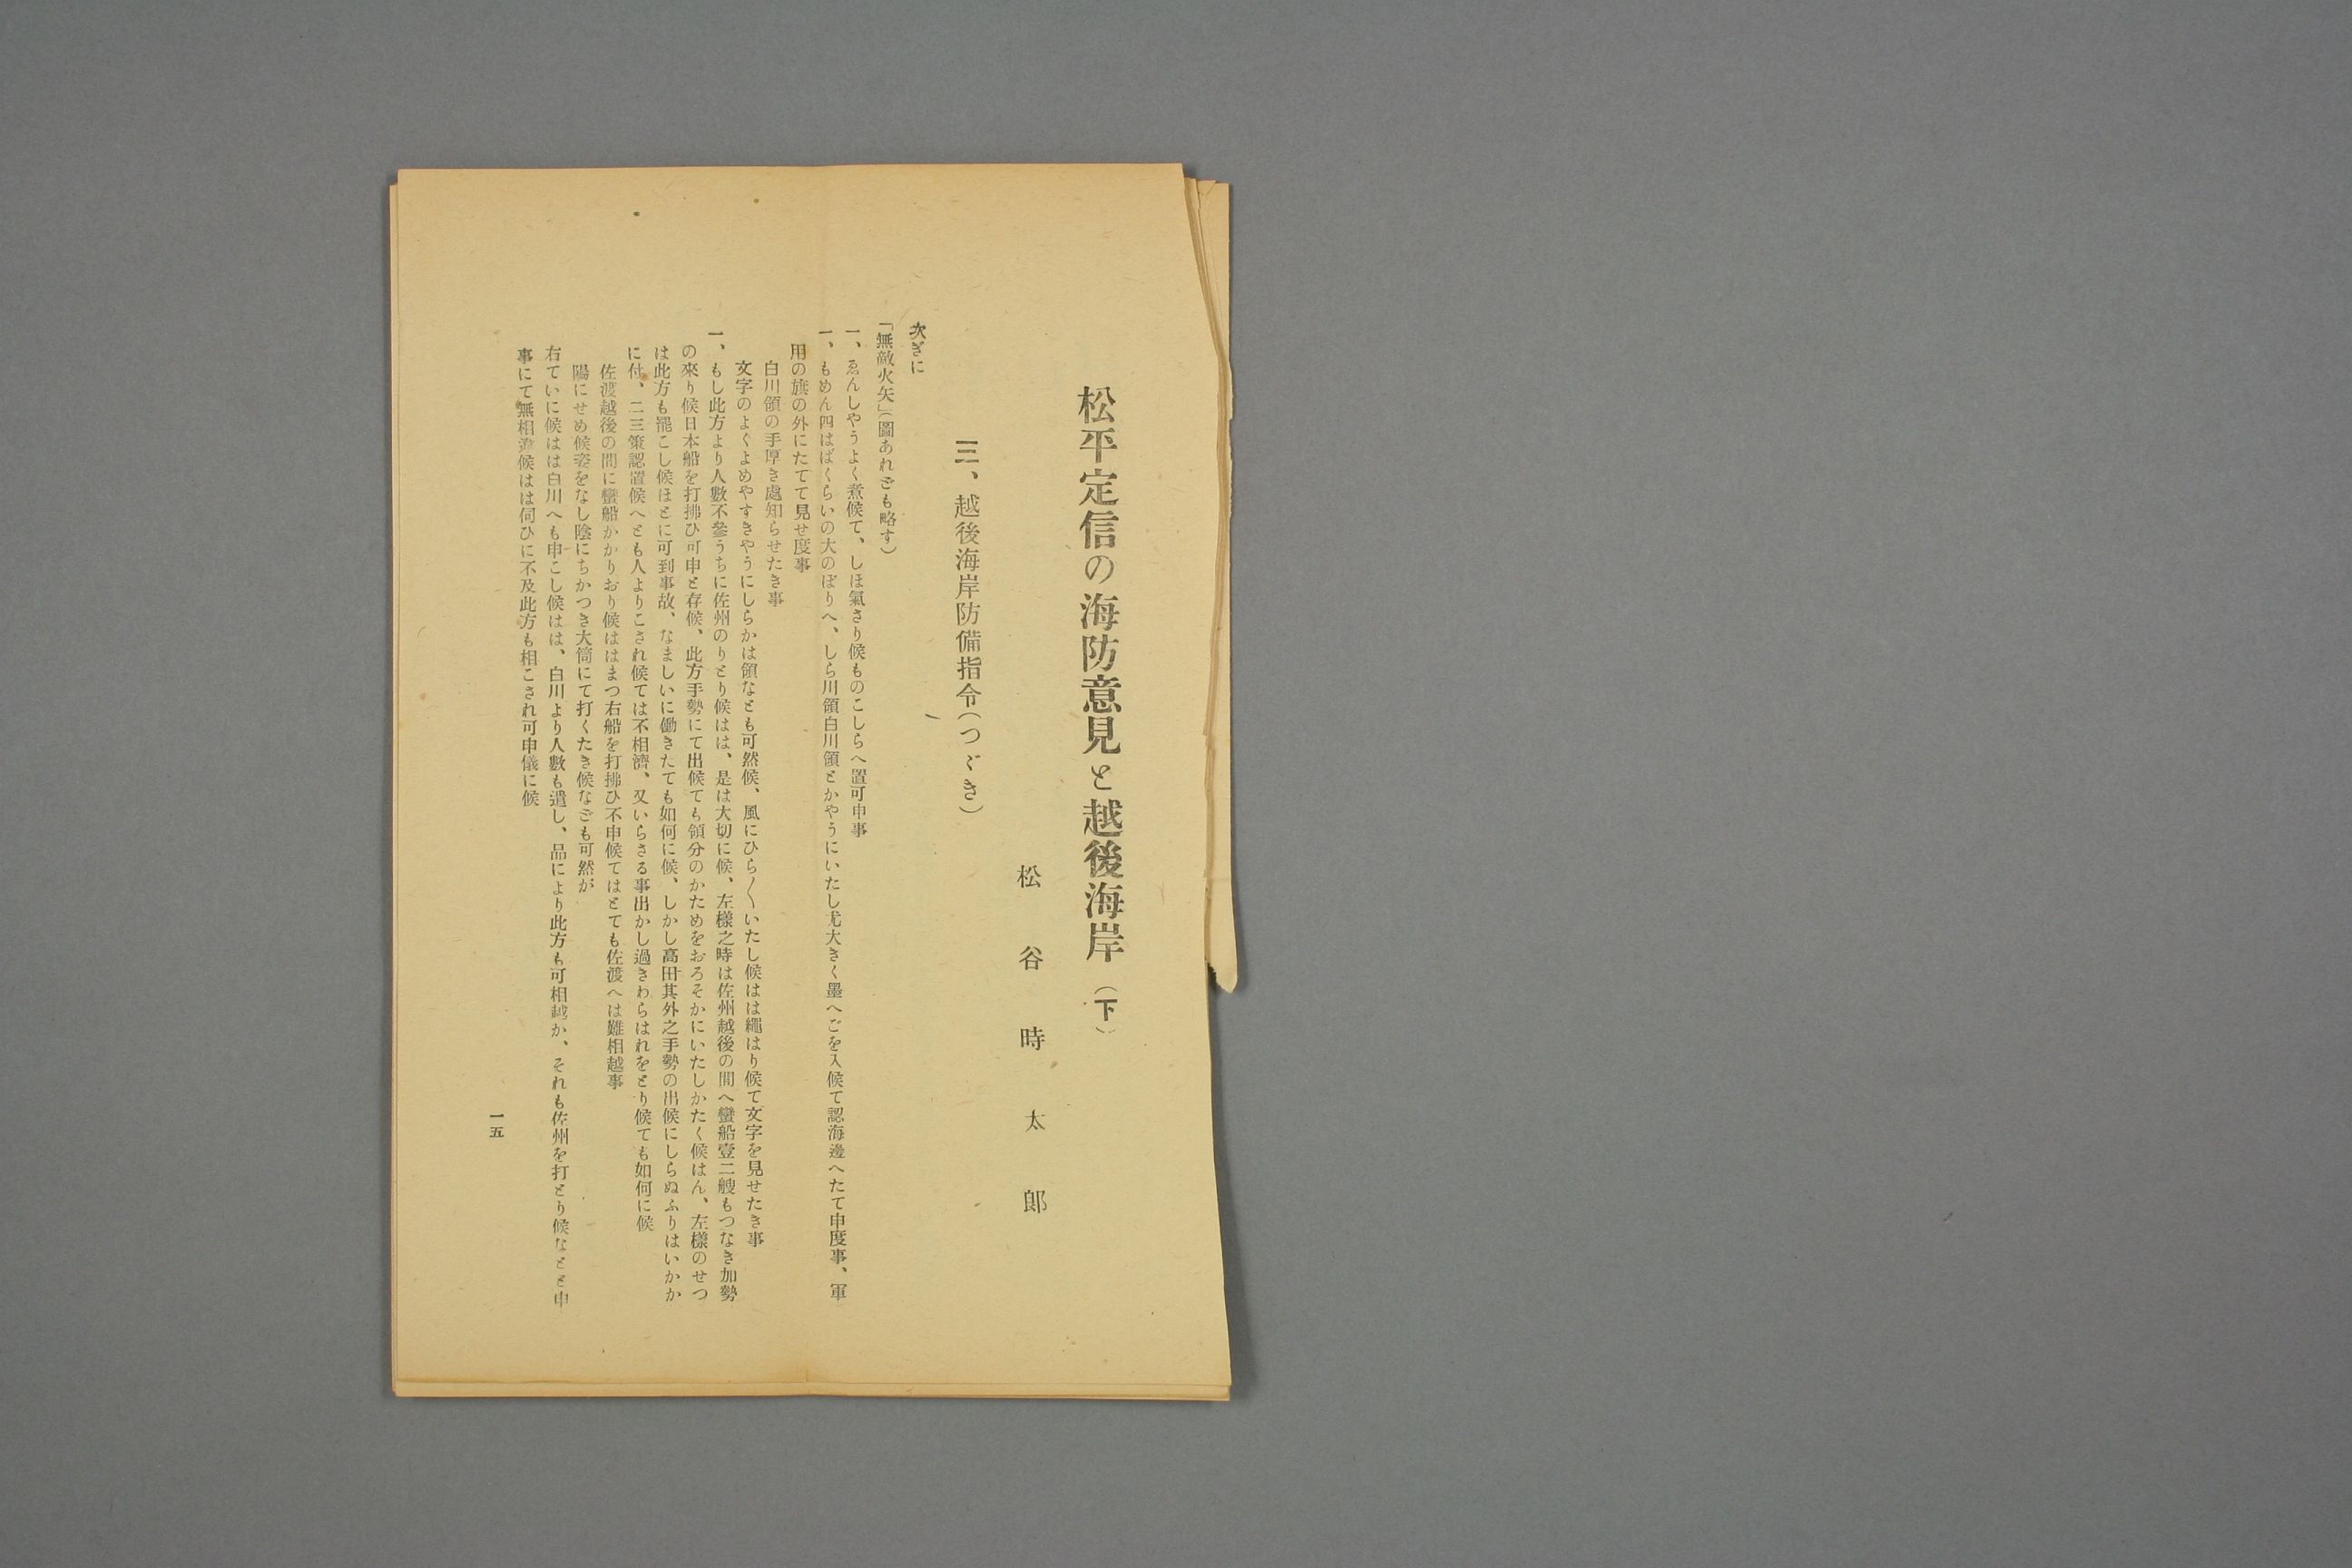 松平定信の海防意見と越後海岸（下）
松谷時太郎
三、越後海岸防備指令（つゞき）
次ぎに
「無敵火矢」（圖あれども略す）
一、ゑんしやうよく煮候て、しほ氣さり候ものこしらへ置可申事
一、もめん四はばくらいの大のぼりへ、しら川領白川領とかやうにいたし尤大きく墨へごを入候て認海邊へたて申度事、軍
用の旗の外にたてて見せ度事
白川領の手厚き處知らせたき事
文字のよくよめやすきやうにしらかは領なとも可然候、風にひら〳〵いたし候はは繩はり候て文字を見せたき事
一、もし此方より人數不參うちに佐州のりとり候はは、是は大切に候、左樣之時は佐州越後の間へ蠻船壹二艘もつなき加勢
の來り候日本船を打拂ひ可申と存候、此方手勢にて出候ても領分のかためをおろそかにいたしかたく候はん、左樣のせつ
は此方も罷こし候ほとに可到事故、なましいに働きたても如何に候、しかし高田其外之手勢の出候にしらぬふりはいかか
に付、二三策認置候へとも人よりこされ候ては不相濟、又いらさる事出かし過きわらはれをとり候ても如何に候
佐渡越後の間に蠻船かかりおり候ははまつ右船を打拂ひ不申候てはとても佐渡へは難相越事
陽にせめ候姿をなし陰にちかつき大筒にて打くたき候なども可然が
右ていに候はは白川へも申こし候はは、白川より人數も遣し、品により此方も可相越か、それも佐州を打とり候なとと申
事にて無相違候はは伺ひに不及此方も相こされ可申儀に候
一五